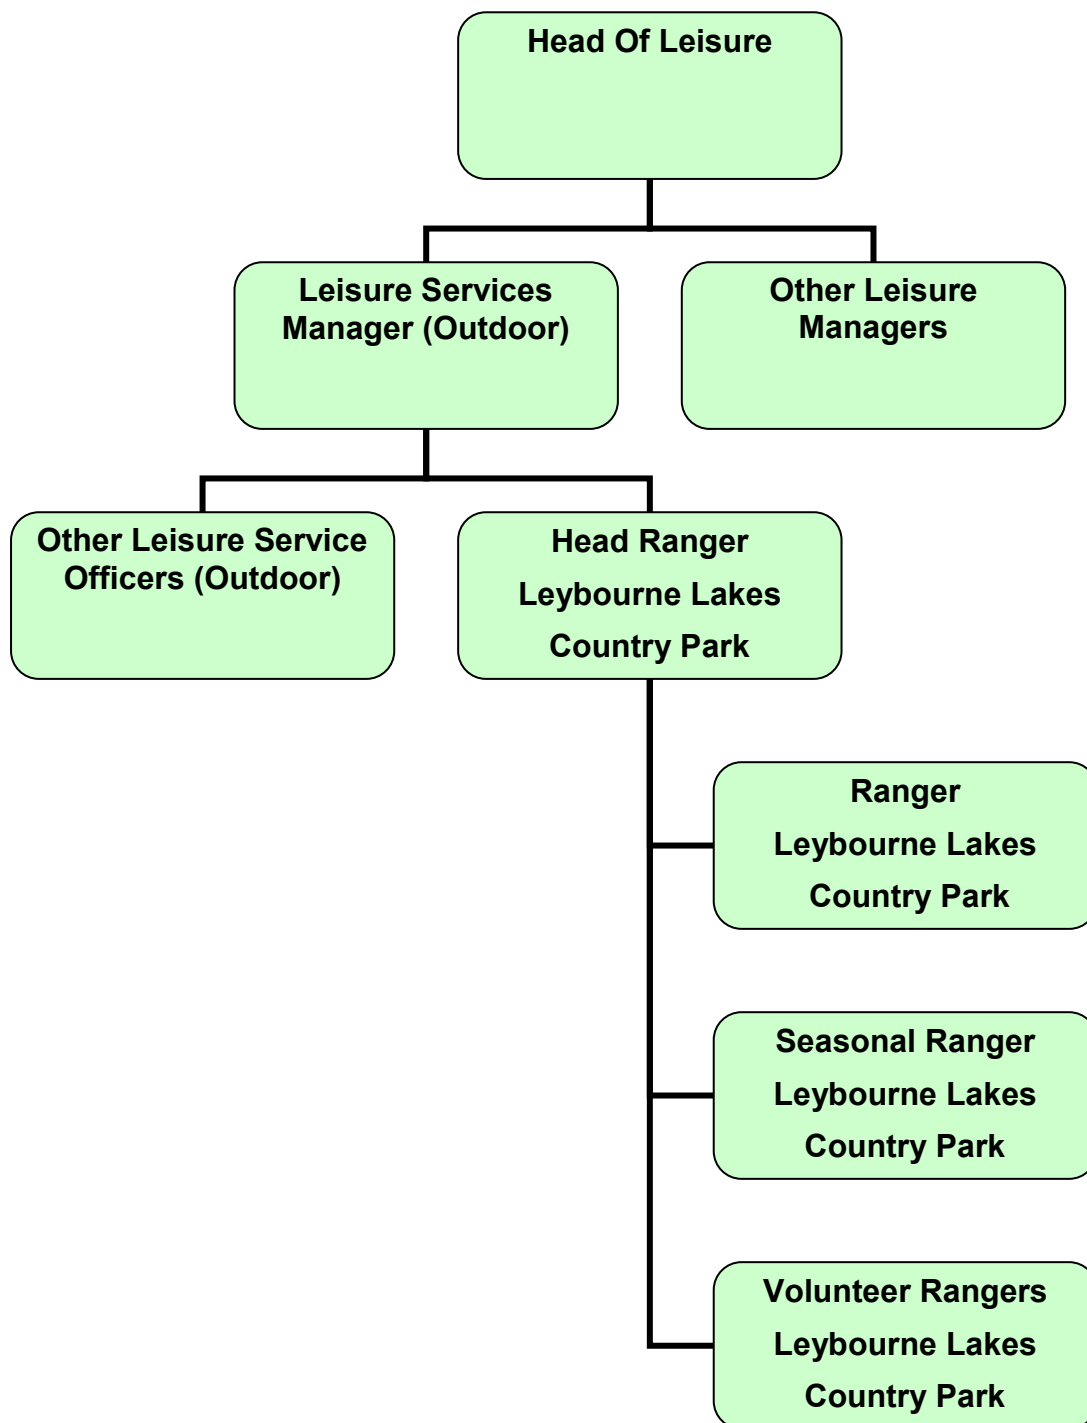 Head Of Leisure
Leisure Services
Manager (Outdoor)
Other Leisure
Managers
Other Leisure Service
Officers (Outdoor)
Head Ranger
Leybourne Lakes
Country Park
Ranger
Leybourne Lakes
Country Park
Seasonal Ranger
Leybourne Lakes
Country Park
Volunteer Rangers
Leybourne Lakes
Country Park